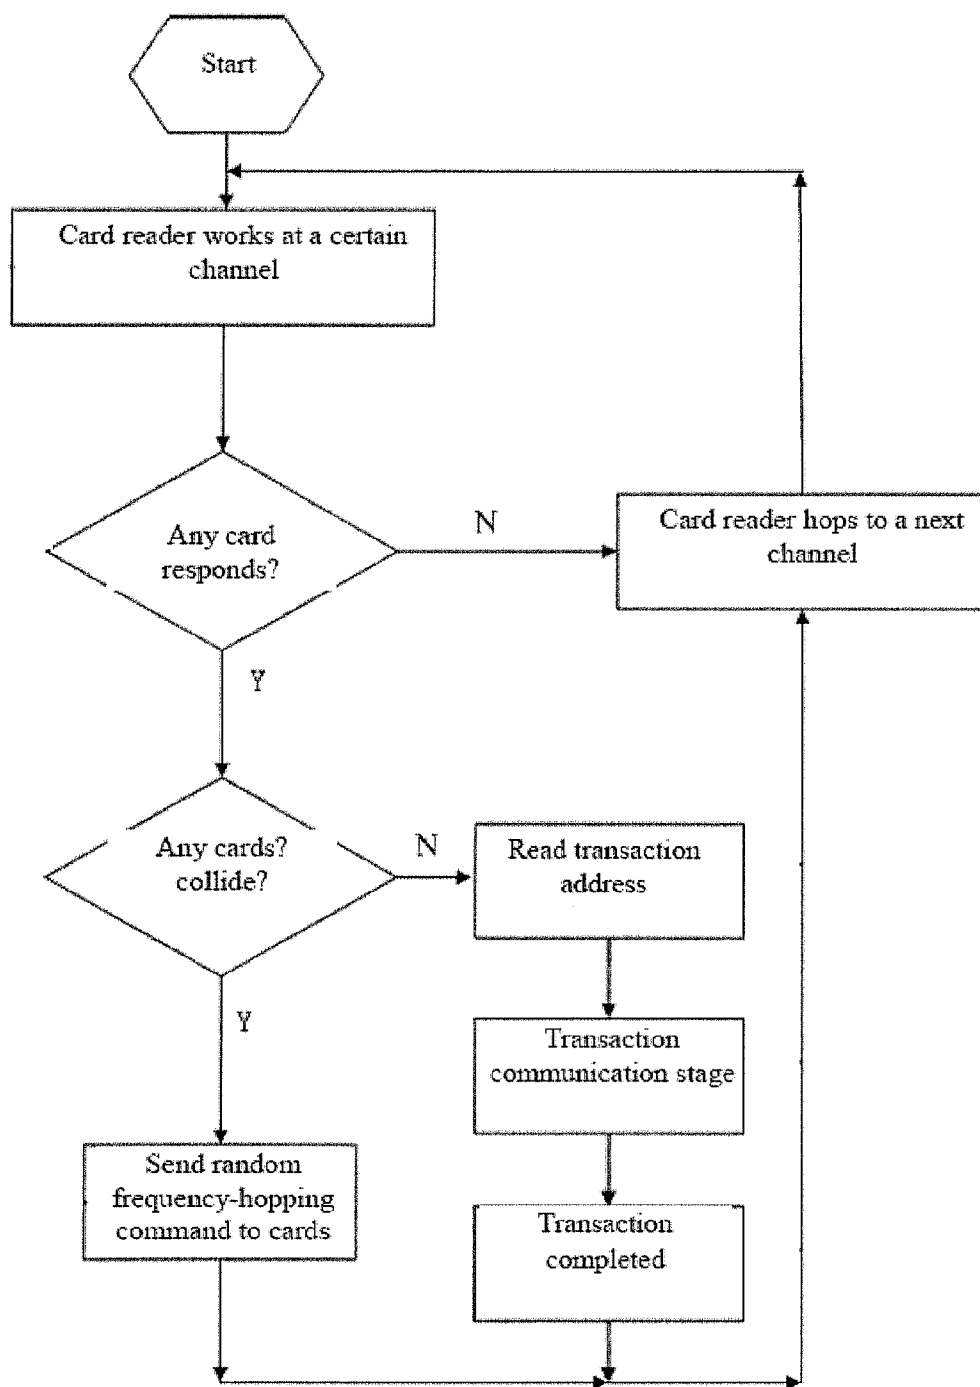 Start
Card reader works at a certain
channel
Any card
responds?
N
Card reader hops to a next
channel
Y
Any cards?
collide?
N
Read transaction
address
Y
Transaction
communication stage
Send random
frequency-hopping
command to cards
Transaction
completed